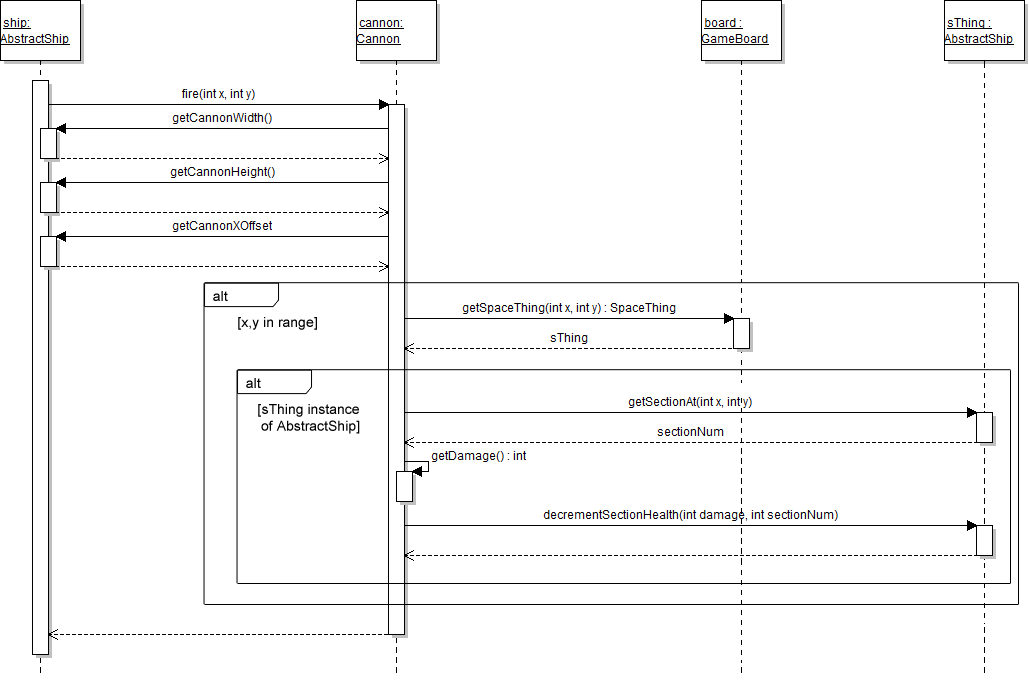 ship:
AbstractShip
cannon:
Cannon
board :
GameBoard
sThing :
AbstractShip
fire(int x, int y)
getCannonWidth()
getCannonHeight()
getCannonXOffset
alt
[x,y in range]
getSpaceThing(int x, int y) : SpaceThing
sThing
alt
[sThing instance
of AbstractShip]
getSectionAt(int x, int y)
sectionNum
getDamage() : int
decrementSectionHealth(int damage, int sectionNum)